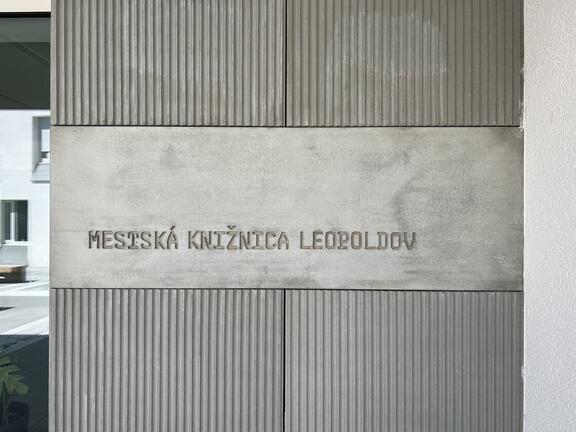 MESTSKÁ KNIŽNICA LEOPOLDOV